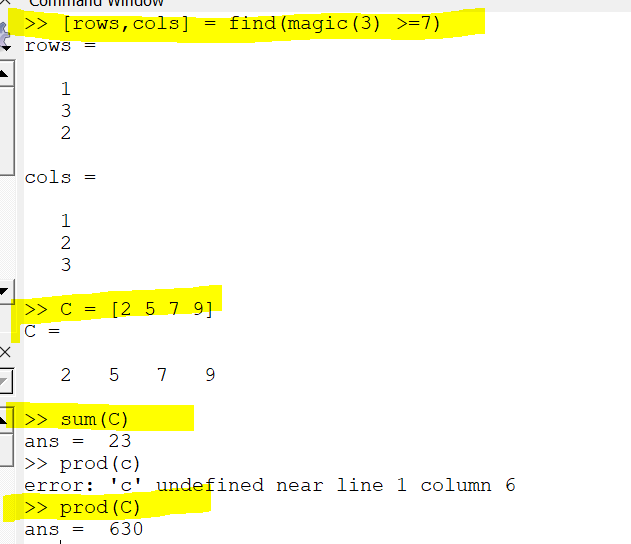 Command Window
>> [rows,cols] = find(magic(3) >=7)
rows =
1
3
2
cols =
1
2
3
>> C = [2 5 7 9]
C =
2 5 7 9
>> sum(C)
ans = 23
>> prod(c)
error: 'c' undefined near line 1 column 6
>> prod(C)
ans = 630